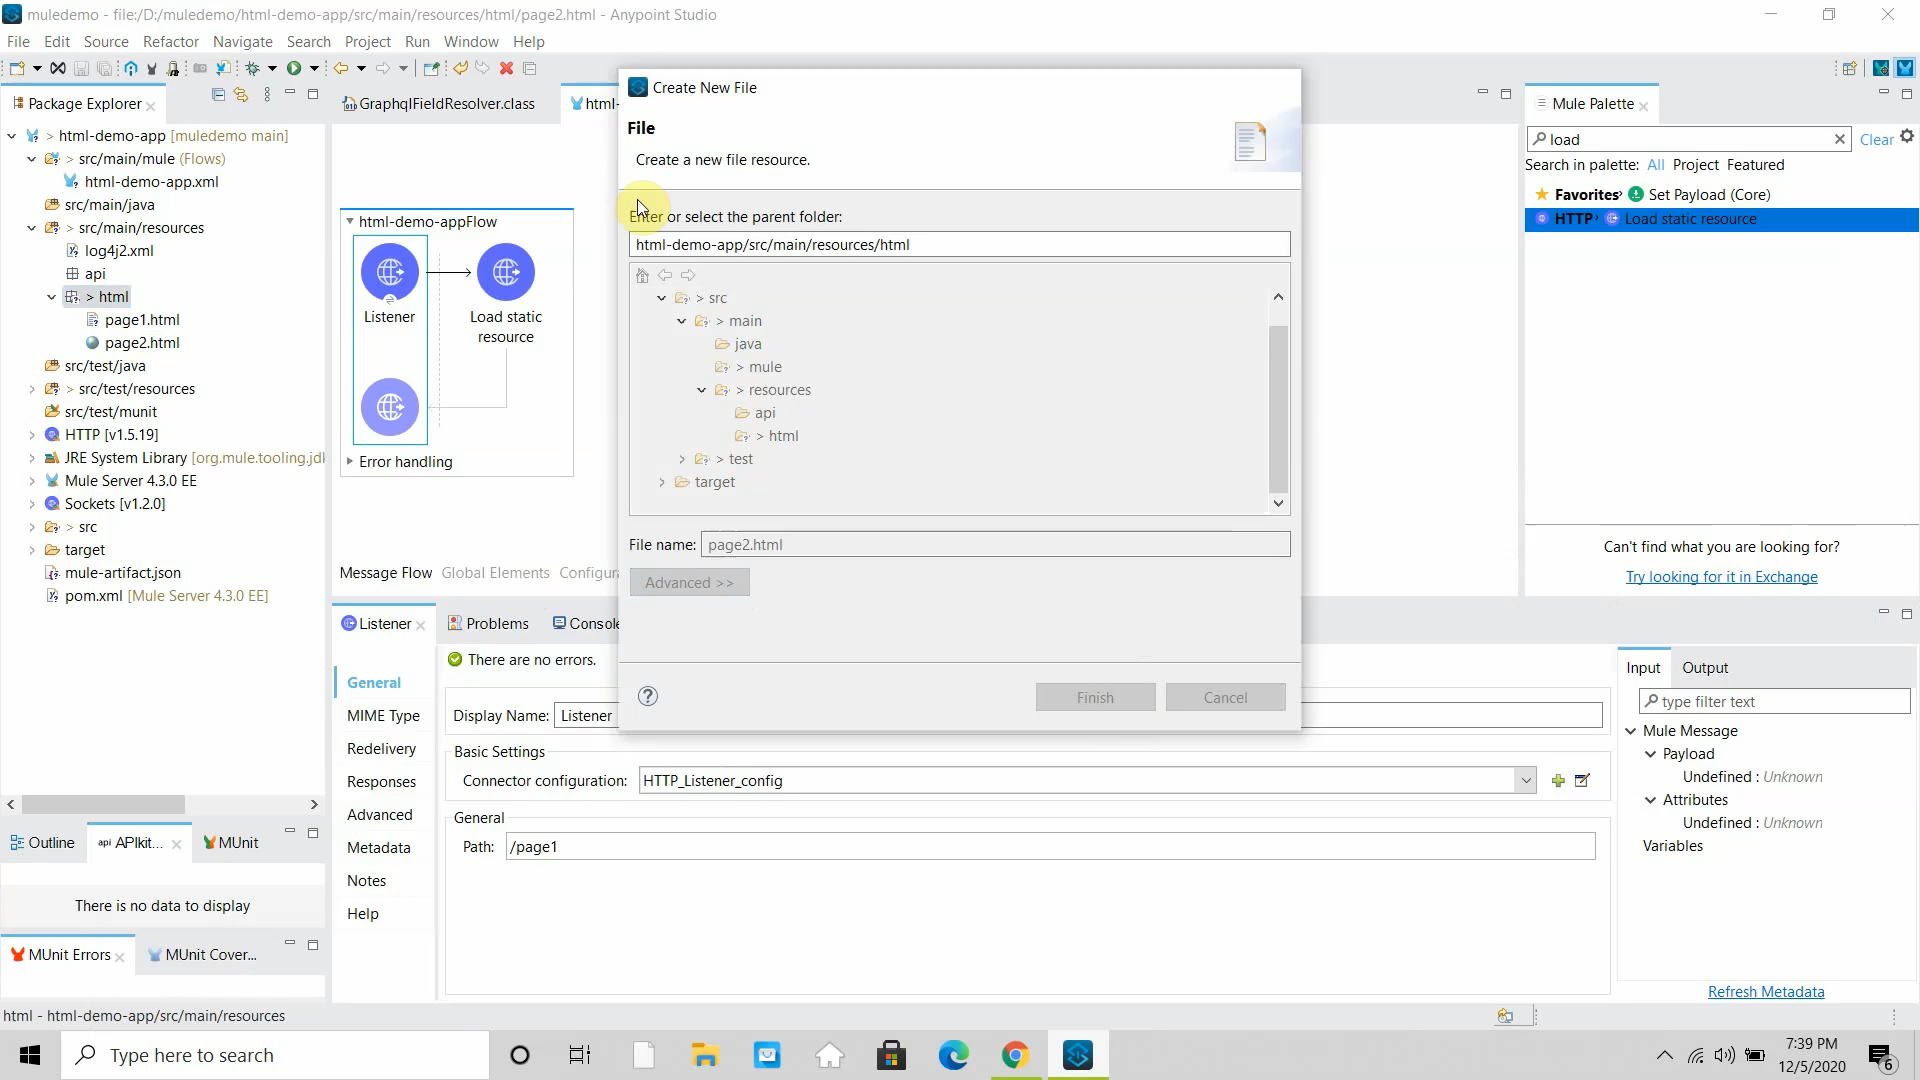 muledemo - file:/D:/muledemo/html-demo-app/src/main/resources/html/page2.html - Anypoint Studio
File Edit Source Refactor Navigate Search Project Run Window Help
Package Explorer
> html-demo-app [muledemo main]
> src/main/mule (Flows)
html-demo-app.xml
src/main/java
> src/main/resources
log4j2.xml
api
> html
page1.html
page2.html
src/test/java
> src/test/resources
src/test/munit
HTTP [v1.5.19]
JRE System Library [org.mule.tooling.jdk
Mule Server 4.3.0 EE
Sockets [v1.2.0]
> src
target
mule-artifact.json
pom.xml [Mule Server 4.3.0 EE]
Outline
api APIkit...
MUnit
There is no data to display
MUnit Errors
MUnit Cover...
GraphqlFieldResolver.class
html-
html-demo-appFlow
Listener
Load static
resource
Error handling
Message Flow Global Elements Configu
Create New File
File
Create a new file resource.
Enter or select the parent folder:
html-demo-app/src/main/resources/html
> src
> main
java
> mule
> resources
api
> html
> test
target
File name: page2.html
Advanced >>
Finish
Cancel
Mule Palette
load
Clear
Search in palette: All Project Featured
Favorites Set Payload (Core)
HTTP Load static resource
Can't find what you are looking for?
Try looking for it in Exchange
Listener
Problems
Console
There are no errors.
General
MIME Type
Redelivery
Responses
Advanced
Metadata
Notes
Help
Display Name: Listener
Basic Settings
Connector configuration: HTTP_Listener_config
General
Path: /page1
Input
Output
type filter text
Mule Message
Payload
Undefined : Unknown
Attributes
Undefined : Unknown
Variables
Refresh Metadata
html - html-demo-app/src/main/resources
Type here to search
7:39 PM
12/5/2020
6